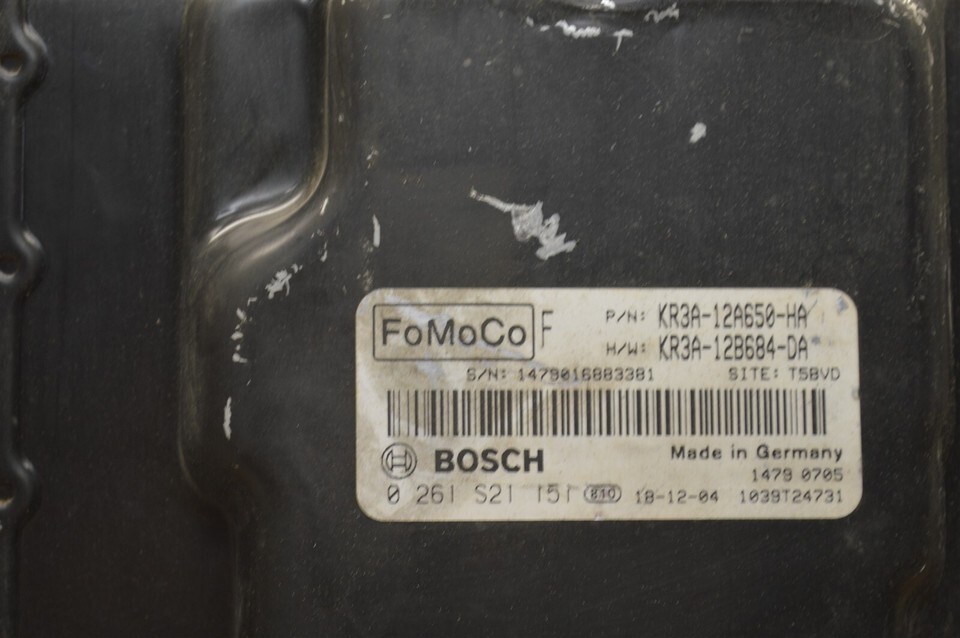 FoMoCo F P/N: KR3A-12A650-HA
H/W: KR3A-12B684-DA
S/N: 1479016883381 SITE: T5BVD
BOSCH Made in Germany
1479 0705
0 261 S21 151 810 18-12-04 1039T24731